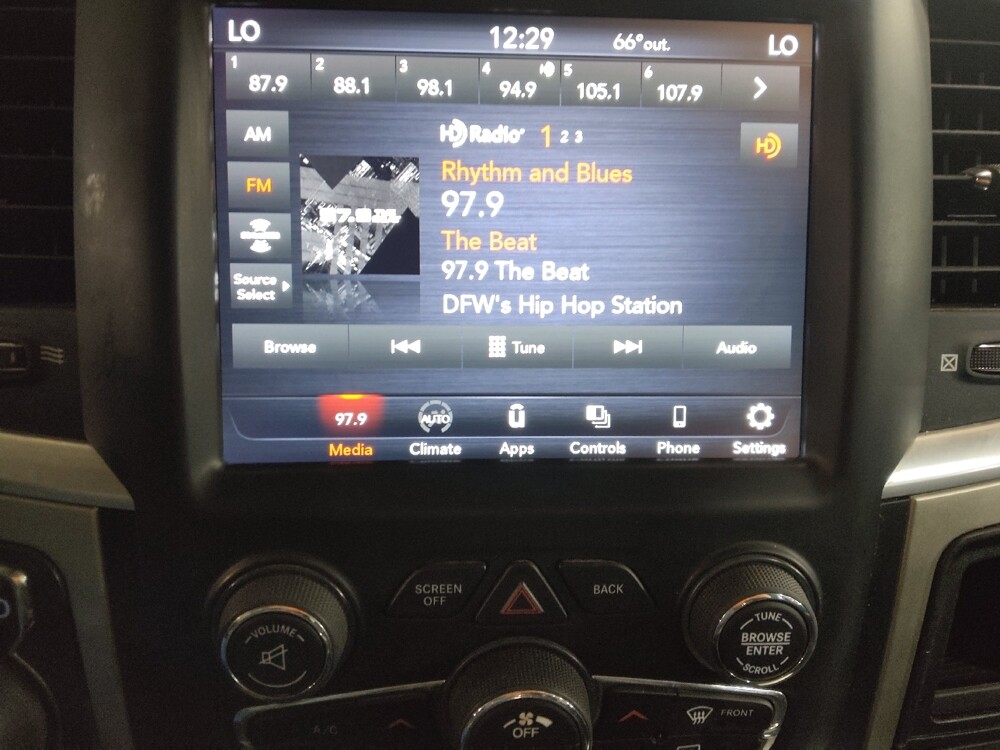 LO 12:29 66° out. LO
1 87.9 2 88.1 3 98.1 4 94.9 5 105.1 6 107.9
AM
HD Radio 1 2 3
HD
Rhythm and Blues
FM
97.9
The Beat
97.9 The Beat
Source
Select
DFW's Hip Hop Station
Browse Tune Audio
97.9 AUTO
Media Climate Apps Controls Phone Settings
SCREEN
OFF
BACK
VOLUME
TUNE
BROWSE
ENTER
SCROLL
A/C
OFF
FRONT